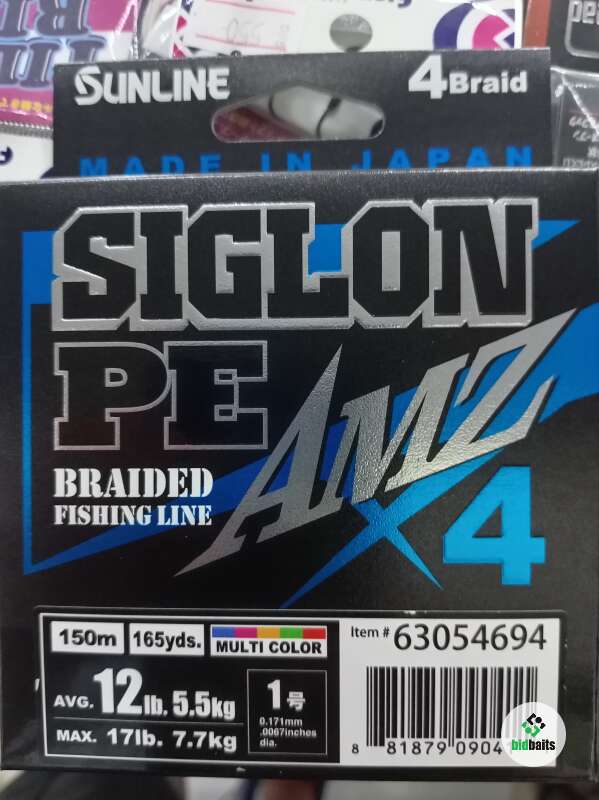 SUNLINE
4Braid
MADE IN JAPAN
SIGLON
PE AMZ
BRAIDED
FISHING LINE
×4
150m 165yds. MULTI COLOR
AVG. 12lb. 5.5kg
MAX. 17lb. 7.7kg
1号
0.171mm
.0067inches
dia.
Item # 63054694
8 81879 090
bidbaits